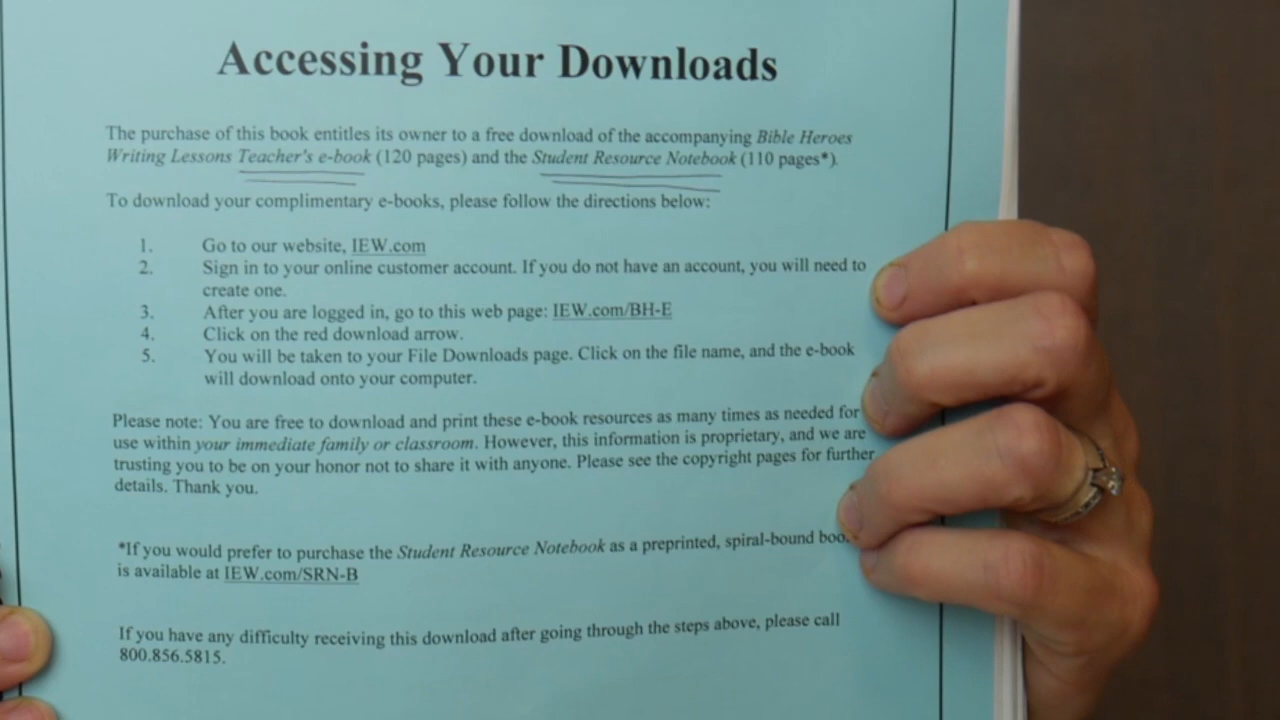 Accessing Your Downloads
The purchase of this book entitles its owner to a free download of the accompanying Bible Heroes
Writing Lessons Teacher's e-book (120 pages) and the Student Resource Notebook (110 pages*).
To download your complimentary e-books, please follow the directions below:
1. Go to our website, IEW.com
2. Sign in to your online customer account. If you do not have an account, you will need to
create one.
3. After you are logged in, go to this web page: IEW.com/BH-E
4. Click on the red download arrow.
5. You will be taken to your File Downloads page. Click on the file name, and the e-book
will download onto your computer.
Please note: You are free to download and print these e-book resources as many times as needed for
use within your immediate family or classroom. However, this information is proprietary, and we are
trusting you to be on your honor not to share it with anyone. Please see the copyright pages for further
details. Thank you.
*If you would prefer to purchase the Student Resource Notebook as a preprinted, spiral-bound
is available at IEW.com/SRN-B
If you have any difficulty receiving this download after going through the steps above, please call
800.856.5815.